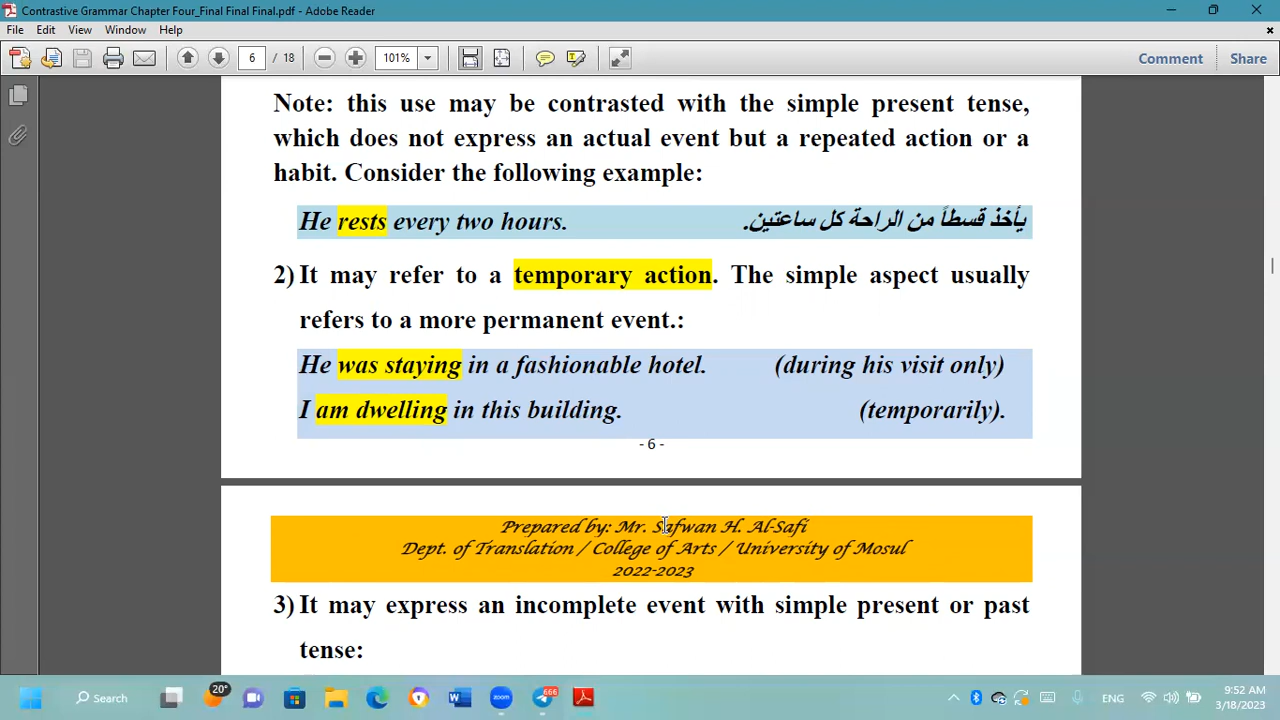 Contrastive Grammar Chapter Four_Final Final Final.pdf - Adobe Reader
File Edit View Window Help
6 / 18 101% Comment Share
Note: this use may be contrasted with the simple present tense,
which does not express an actual event but a repeated action or a
habit. Consider the following example:
He rests every two hours. يأخذ قسطاً من الراحة كل ساعتين.
2) It may refer to a temporary action. The simple aspect usually
refers to a more permanent event.:
He was staying in a fashionable hotel. (during his visit only)
I am dwelling in this building. (temporarily).
- 6 -
Prepared by: Mr. Safwan H. Al-Safi
Dept. of Translation / College of Arts / University of Mosul
2022-2023
3) It may express an incomplete event with simple present or past
tense:
20° Search 666 ENG 9:52 AM
3/18/2023